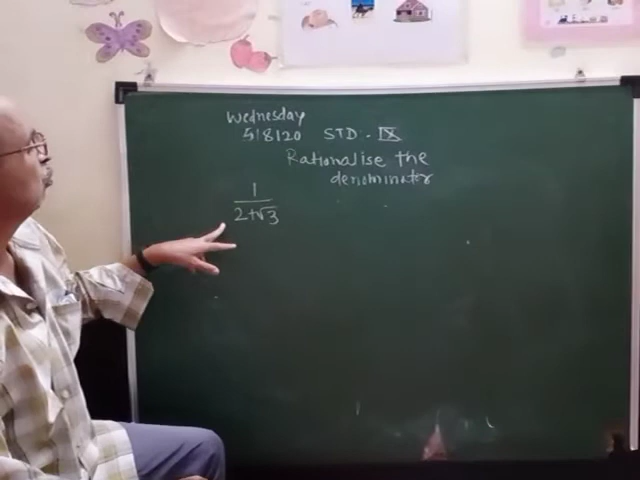 Wednesday
5|8|20 STD - IX
Rationalise the
denominator
1
2+√3